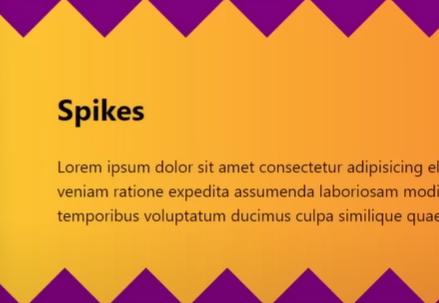 Spikes
Lorem ipsum dolor sit amet consectetur adipisicing
veniam ratione expedita assumenda laboriosam modi
temporibus voluptatum ducimus culpa similique quae